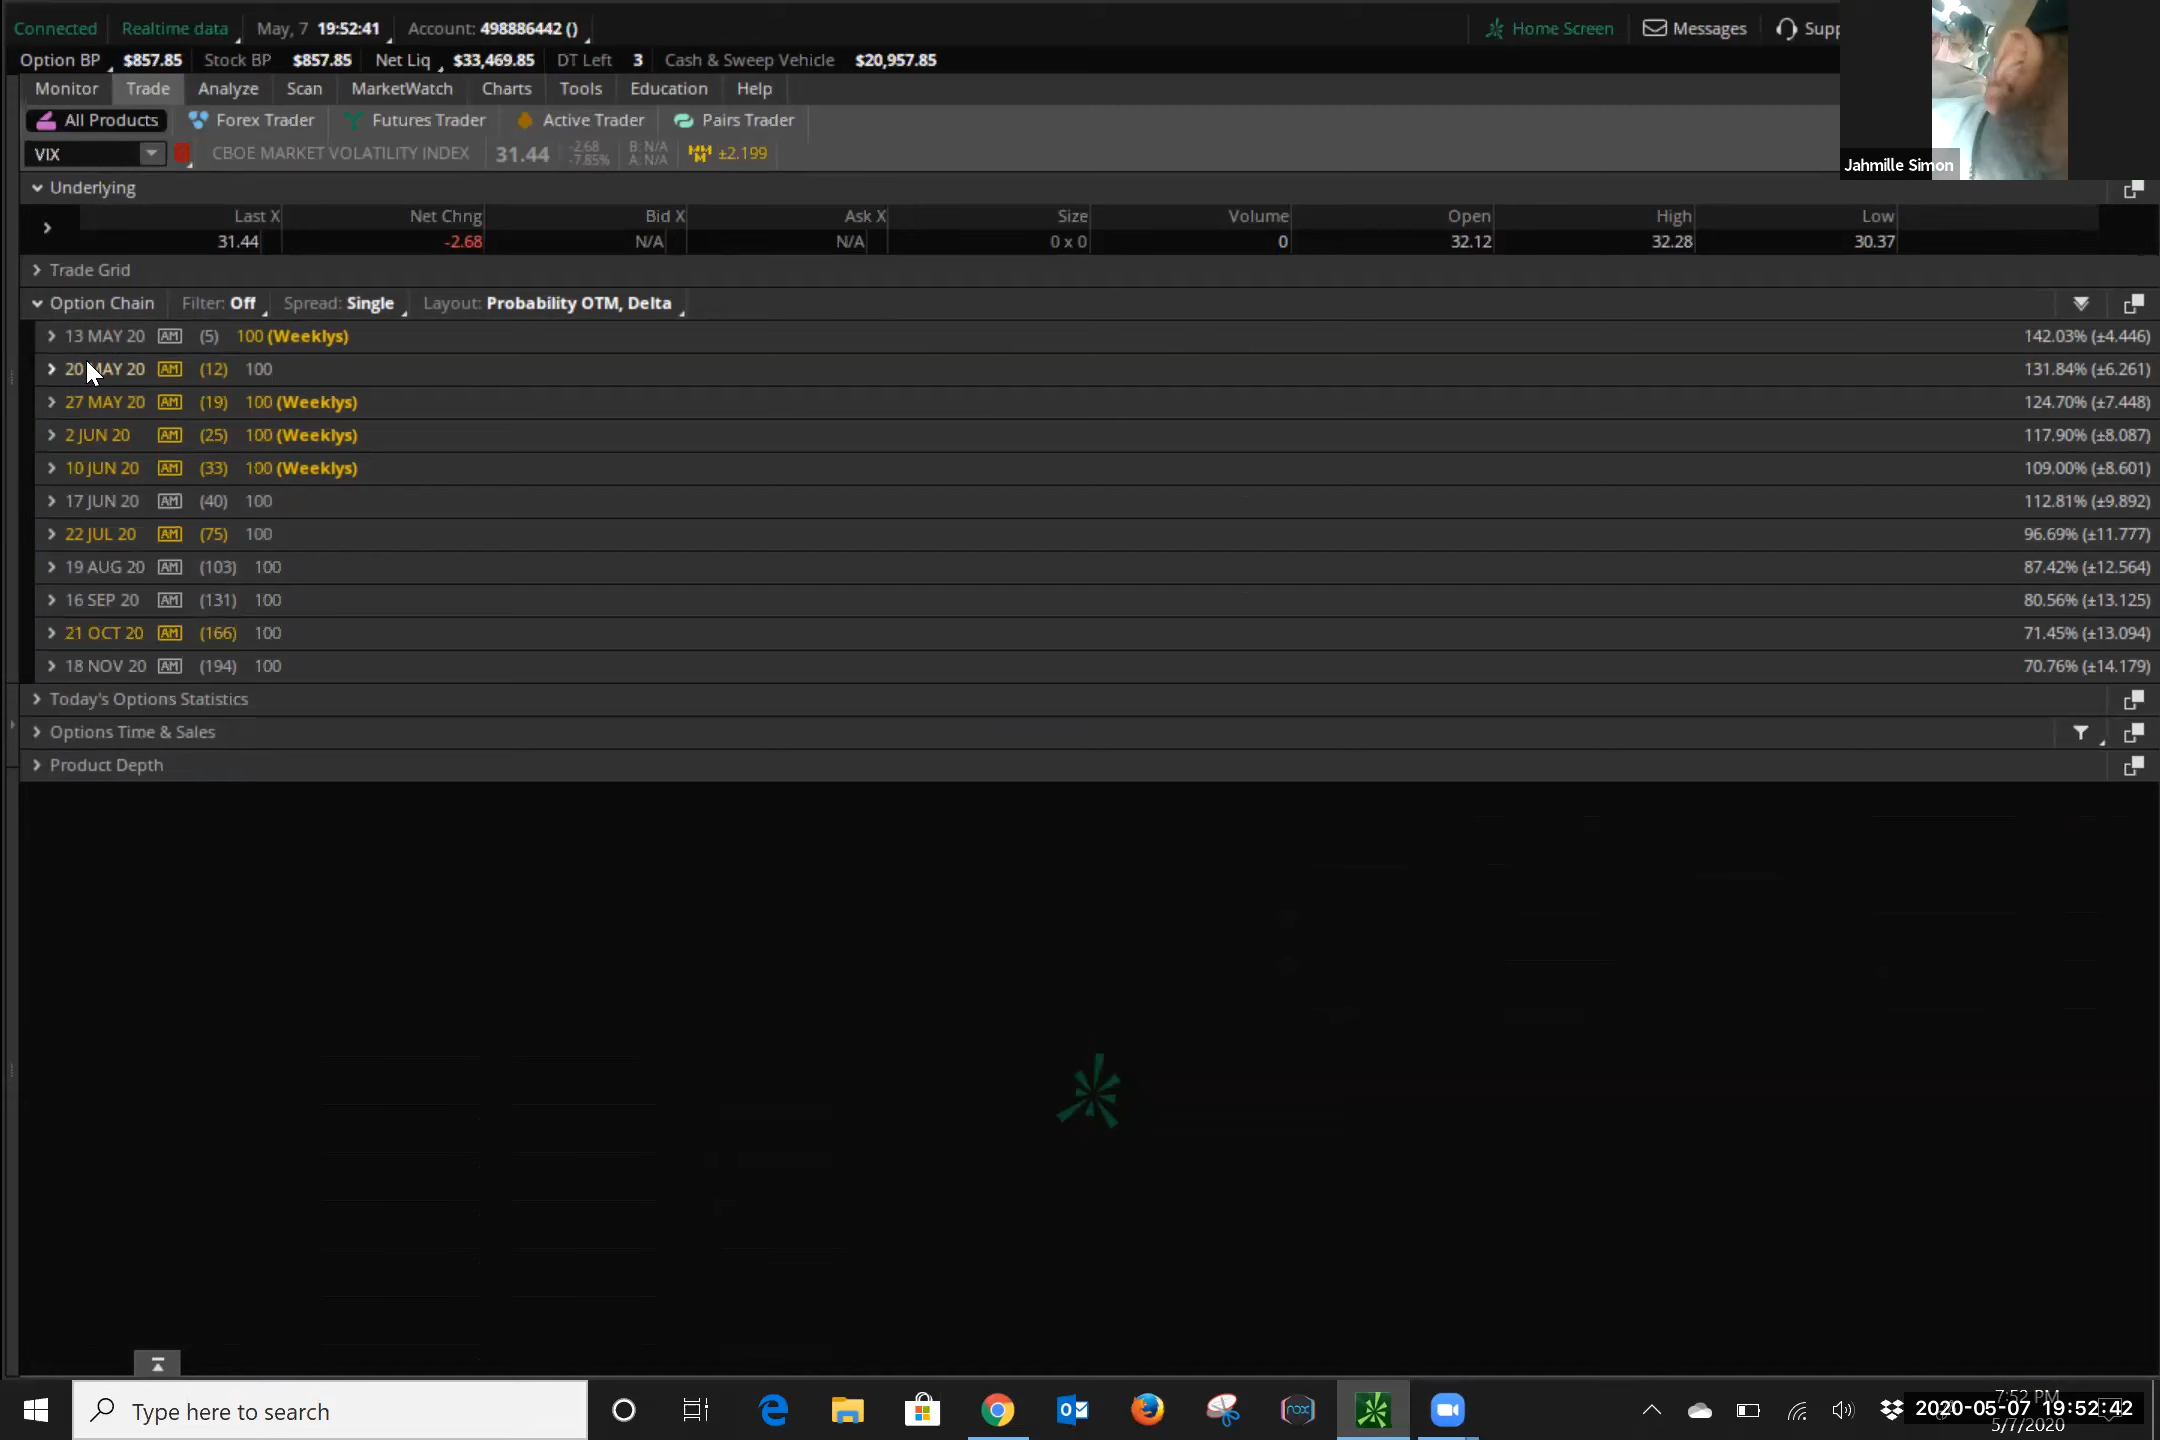 Connected Realtime data May, 7 19:52:41 Account: 498886442 () Home Screen Messages Supp
Option BP $857.85 Stock BP $857.85 Net Liq $33,469.85 DT Left 3 Cash & Sweep Vehicle $20,957.85
Monitor Trade Analyze Scan MarketWatch Charts Tools Education Help
All Products Forex Trader Futures Trader Active Trader Pairs Trader
VIX CBOE MARKET VOLATILITY INDEX 31.44 -2.68 -7.85% B: N/A A: N/A ±2.199
Jahmille Simon
Underlying
Last X Net Chng Bid X Ask X Size Volume Open High Low
31.44 -2.68 N/A N/A 0 x 0 0 32.12 32.28 30.37
Trade Grid
Option Chain Filter: Off Spread: Single Layout: Probability OTM, Delta
13 MAY 20 AM (5) 100 (Weeklys) 142.03% (±4.446)
20 MAY 20 AM (12) 100 131.84% (±6.261)
27 MAY 20 AM (19) 100 (Weeklys) 124.70% (±7.448)
2 JUN 20 AM (25) 100 (Weeklys) 117.90% (±8.087)
10 JUN 20 AM (33) 100 (Weeklys) 109.00% (±8.601)
17 JUN 20 AM (40) 100 112.81% (±9.892)
22 JUL 20 AM (75) 100 96.69% (±11.777)
19 AUG 20 AM (103) 100 87.42% (±12.564)
16 SEP 20 AM (131) 100 80.56% (±13.125)
21 OCT 20 AM (166) 100 71.45% (±13.094)
18 NOV 20 AM (194) 100 70.76% (±14.179)
Today's Options Statistics
Options Time & Sales
Product Depth
Type here to search
nox
7:52 PM
2020-05-07 19:52:42
5/7/2020